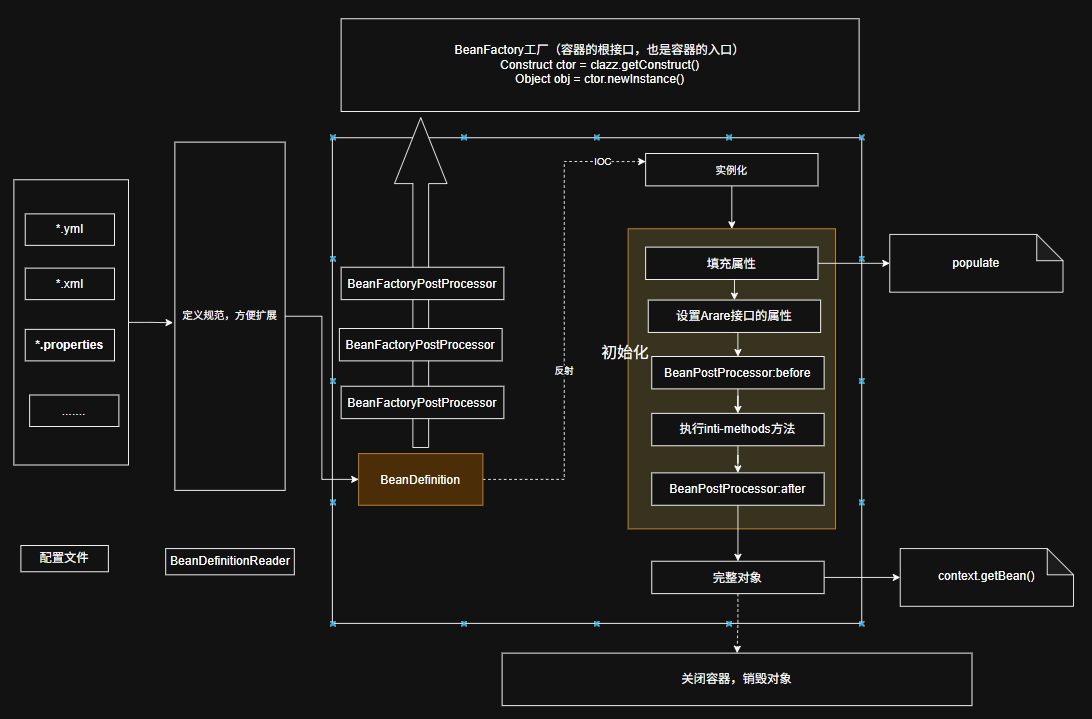 BeanFactory工厂（容器的根接口，也是容器的入口）
Construct ctor = clazz.getConstruct()
Object obj = ctor.newInstance()
*.yml
*.xml
*.properties
.......
配置文件
定义规范，方便扩展
BeanDefinitionReader
BeanFactoryPostProcessor
BeanFactoryPostProcessor
BeanFactoryPostProcessor
BeanDefinition
IOC
反射
实例化
初始化
填充属性
设置Arare接口的属性
BeanPostProcessor:before
执行inti-methods方法
BeanPostProcessor:after
完整对象
populate
context.getBean()
关闭容器，销毁对象